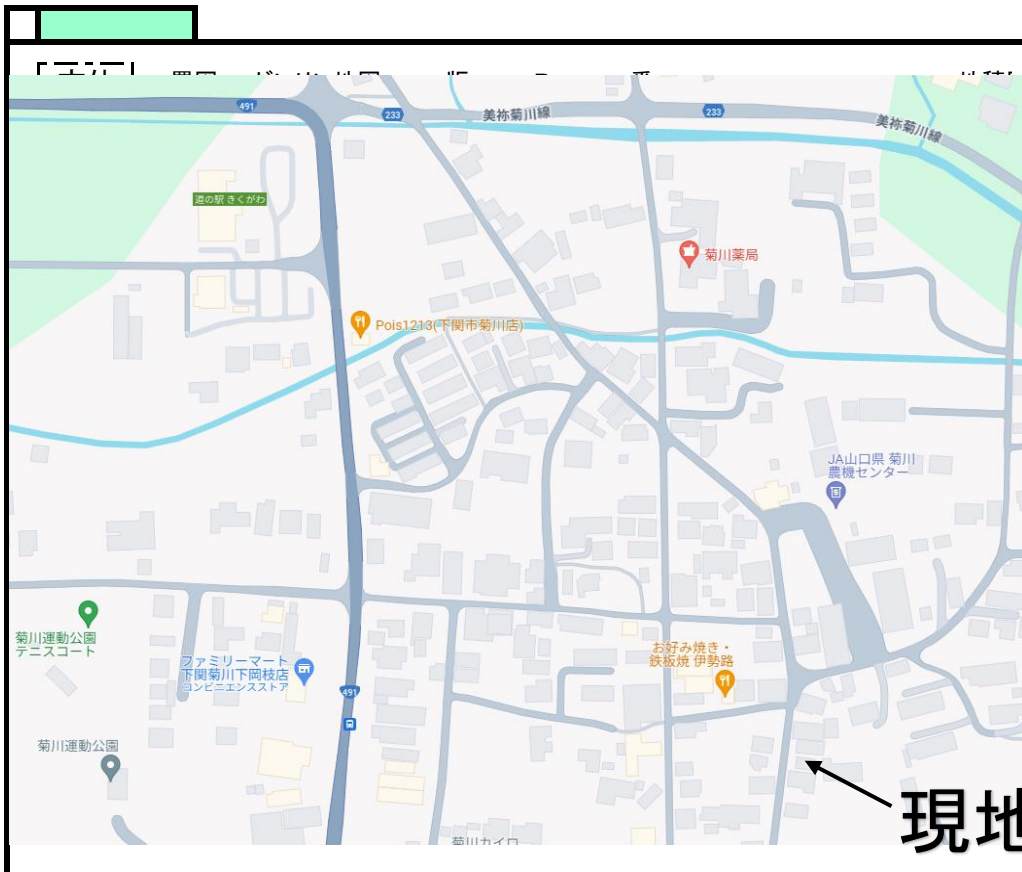 491
233
美祢菊川線
233
美祢菊川線
道の駅 きくがわ
菊川薬局
Pois1213(下関市菊川店)
JA山口県 菊川
農機センター
菊川運動公園
テニスコート
ファミリーマート
下関菊川下岡枝店
コンビニエンスストア
お好み焼き・
鉄板焼 伊勢路
491
菊川運動公園
現地
菊川カイロ